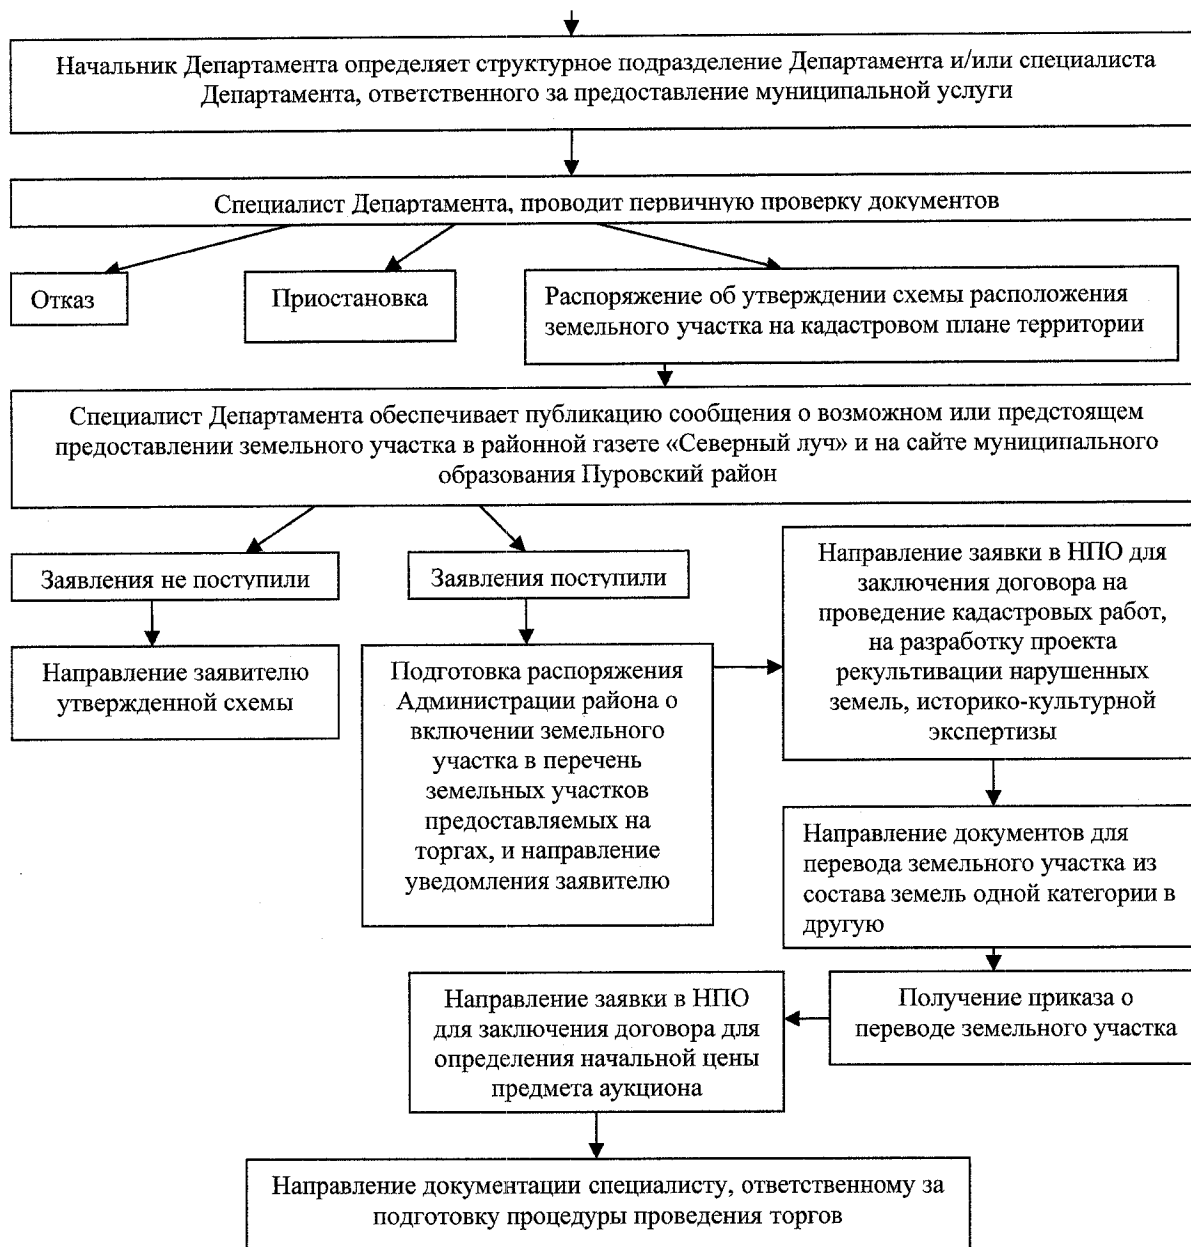 Начальник Департамента определяет структурное подразделение Департамента и/или специалиста
Департамента, ответственного за предоставление муниципальной услуги
Специалист Департамента, проводит первичную проверку документов
Отказ
Приостановка
Распоряжение об утверждении схемы расположения
земельного участка на кадастровом плане территории
Специалист Департамента обеспечивает публикацию сообщения о возможном или предстоящем
предоставлении земельного участка в районной газете «Северный луч» и на сайте муниципального
образования Пуровский район
Заявления не поступили
Заявления поступили
Направление заявки в НПО для
заключения договора на
проведение кадастровых работ,
на разработку проекта
рекультивации нарушенных
земель, историко-культурной
экспертизы
Направление заявителю
утвержденной схемы
Подготовка распоряжения
Администрации района о
включении земельного
участка в перечень
земельных участков
предоставляемых на
торгах, и направление
уведомления заявителю
Направление документов для
перевода земельного участка из
состава земель одной категории в
другую
Получение приказа о
переводе земельного участка
Направление заявки в НПО
для заключения договора для
определения начальной цены
предмета аукциона
Направление документации специалисту, ответственному за
подготовку процедуры проведения торгов